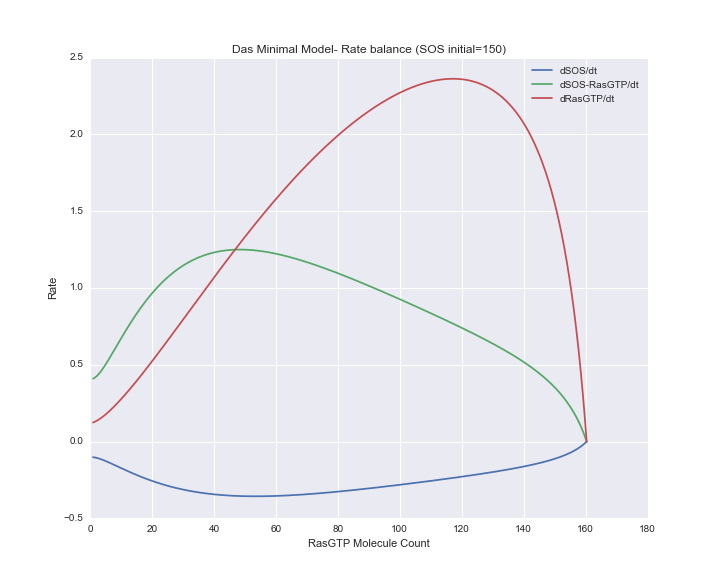 Das Minimal Model- Rate balance (SOS initial=150)
dSOS/dt
dSOS-RasGTP/dt
dRasGTP/dt
2.5
2.0
1.5
1.0
0.5
0.0
−0.5
Rate
0 20 40 60 80 100 120 140 160 180
RasGTP Molecule Count